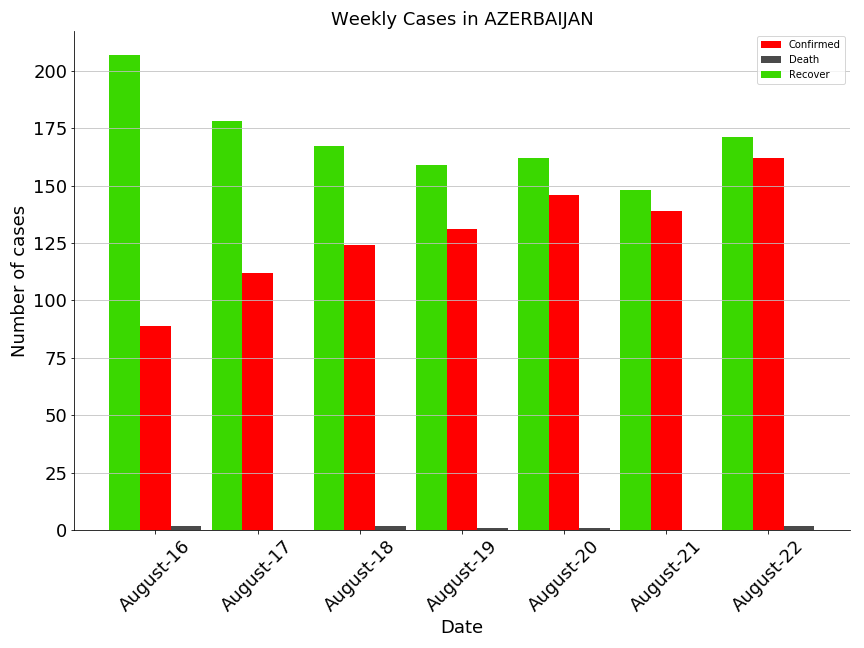 Weekly Cases in AZERBAIJAN
Confirmed
Death
Recover
Number of cases
200
175
150
125
100
75
50
25
0
August-16
August-17
August-18
August-19
August-20
August-21
August-22
Date